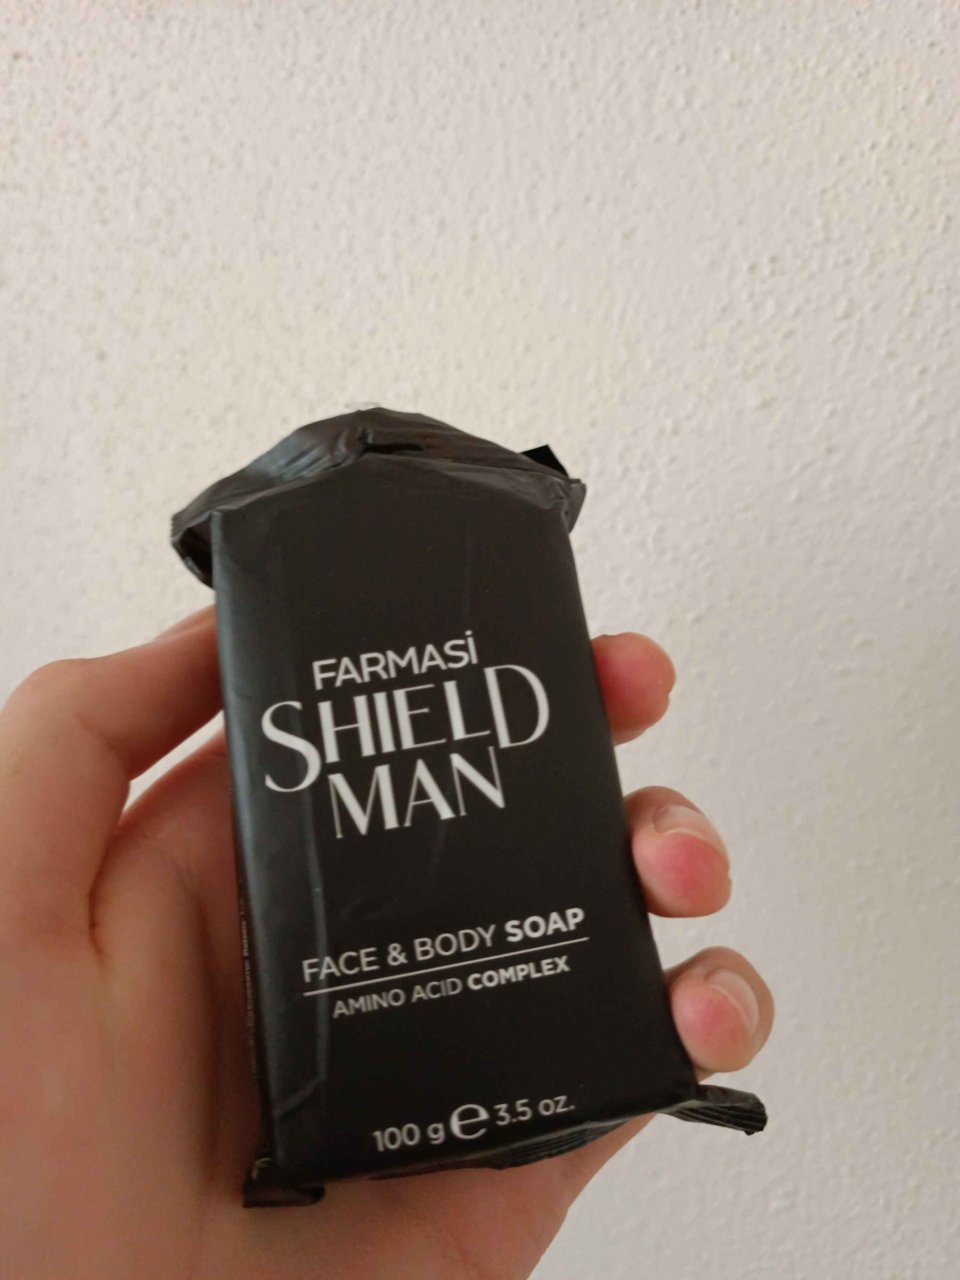 FARMASİ
SHIELD
MAN
FACE & BODY SOAP
AMINO ACID COMPLEX
100 g ℮ 3.5 oz.